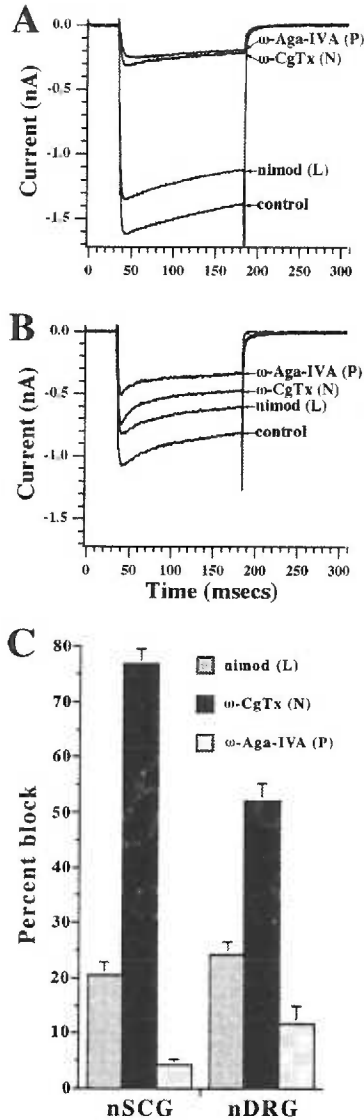 A
0.0
-0.5
-1.0
-1.5
Current (nA)
ω-Aga-IVA (P)
ω-CgTx (N)
nimod (L)
control
0
50
100
150
200
250
300
B
0.0
-0.5
-1.0
-1.5
Current (nA)
ω-Aga-IVA (P)
ω-CgTx (N)
nimod (L)
control
0
50
100
150
200
250
300
Time (msecs)
C
80
70
60
50
40
30
20
10
0
Percent block
nimod (L)
ω-CgTx (N)
ω-Aga-IVA (P)
nSCG
nDRG